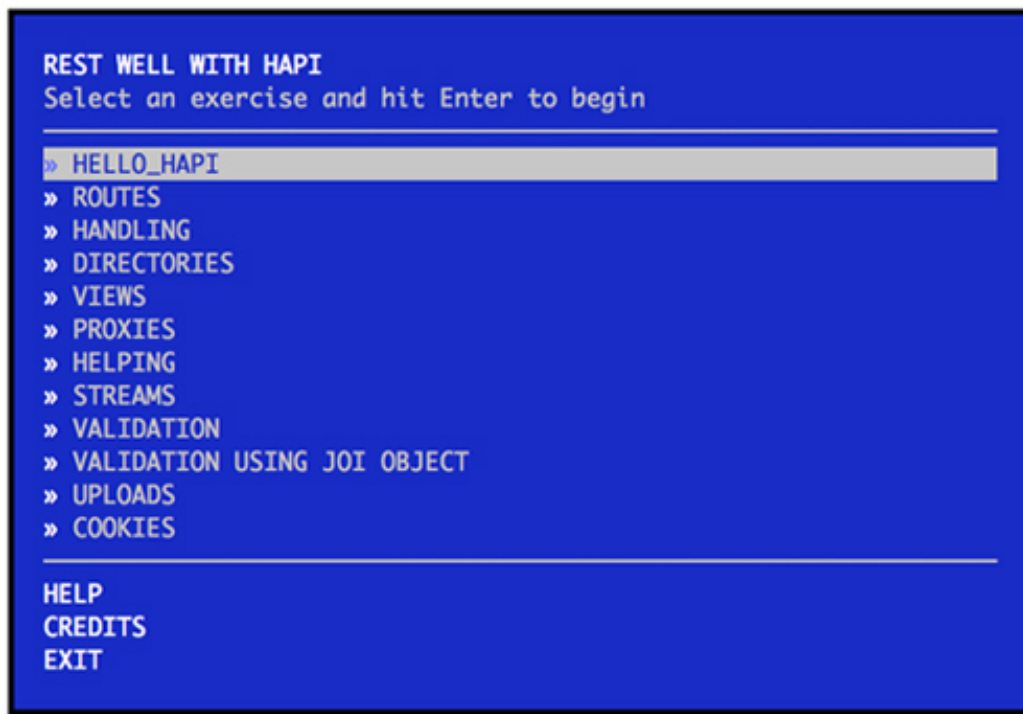 REST WELL WITH HAPI
Select an exercise and hit Enter to begin
» HELLO_HAPI
» ROUTES
» HANDLING
» DIRECTORIES
» VIEWS
» PROXIES
» HELPING
» STREAMS
» VALIDATION
» VALIDATION USING JOI OBJECT
» UPLOADS
» COOKIES
HELP
CREDITS
EXIT